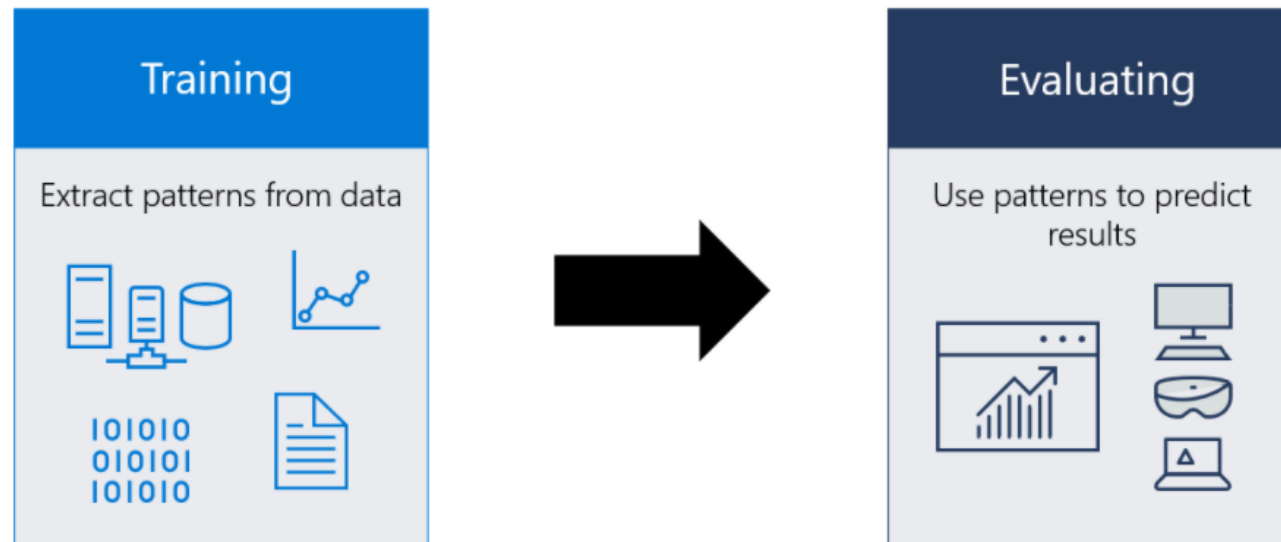 Training
Extract patterns from data
101010
010101
101010
Evaluating
Use patterns to predict
results